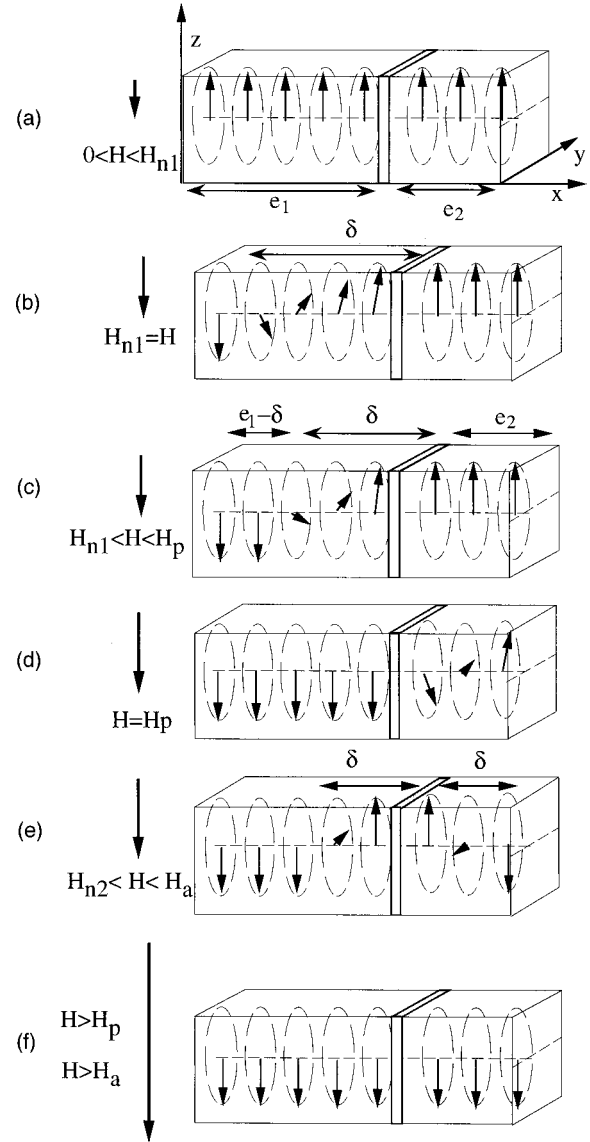 z
(a)
0<H<Hn1
y
x
e1
e2
δ
(b)
Hn1=H
e1-δ
δ
e2
(c)
Hn1<H<Hp
(d)
H=Hp
δ
δ
(e)
Hn2< H< Ha
H>Hp
(f)
H>Ha